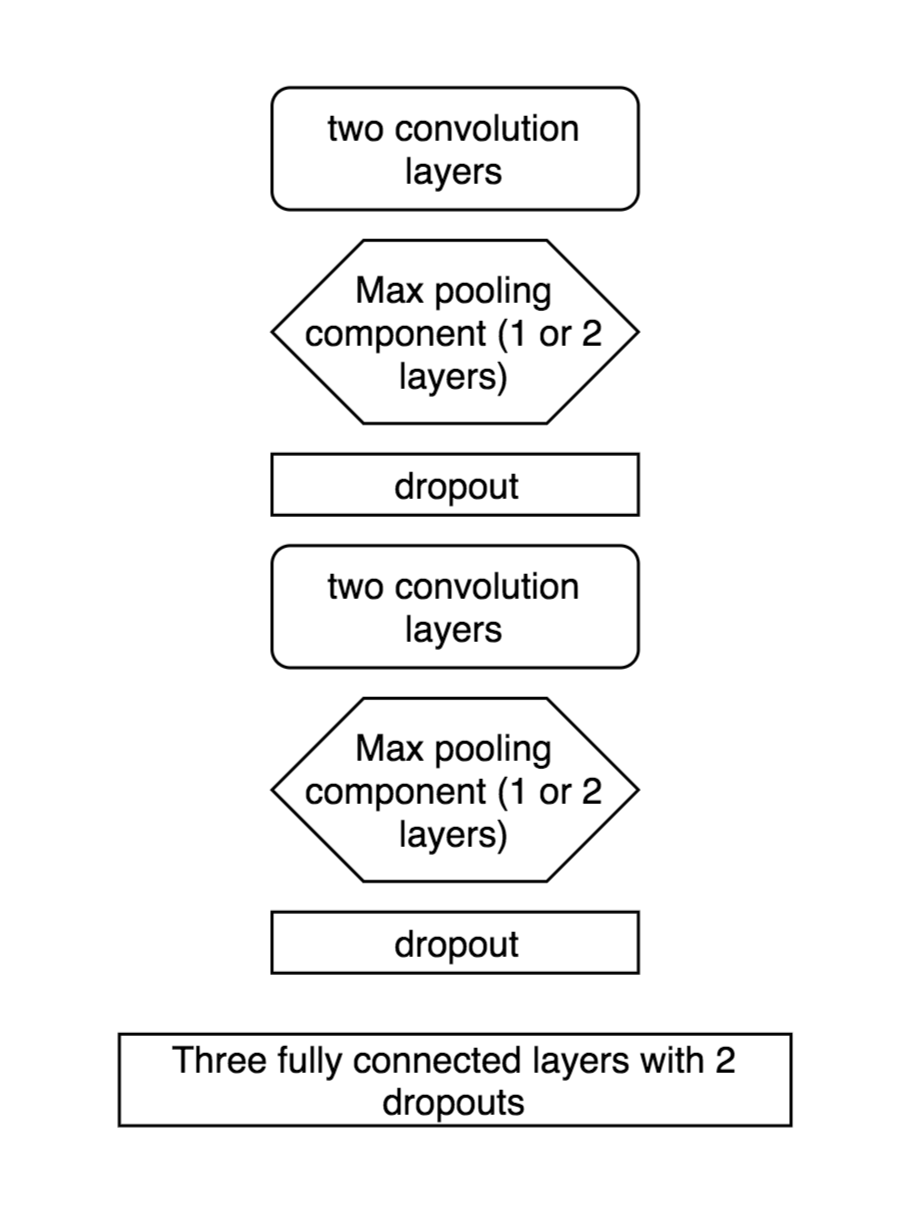 two convolution
layers
Max pooling
component (1 or 2
layers)
dropout
two convolution
layers
Max pooling
component (1 or 2
layers)
dropout
Three fully connected layers with 2
dropouts